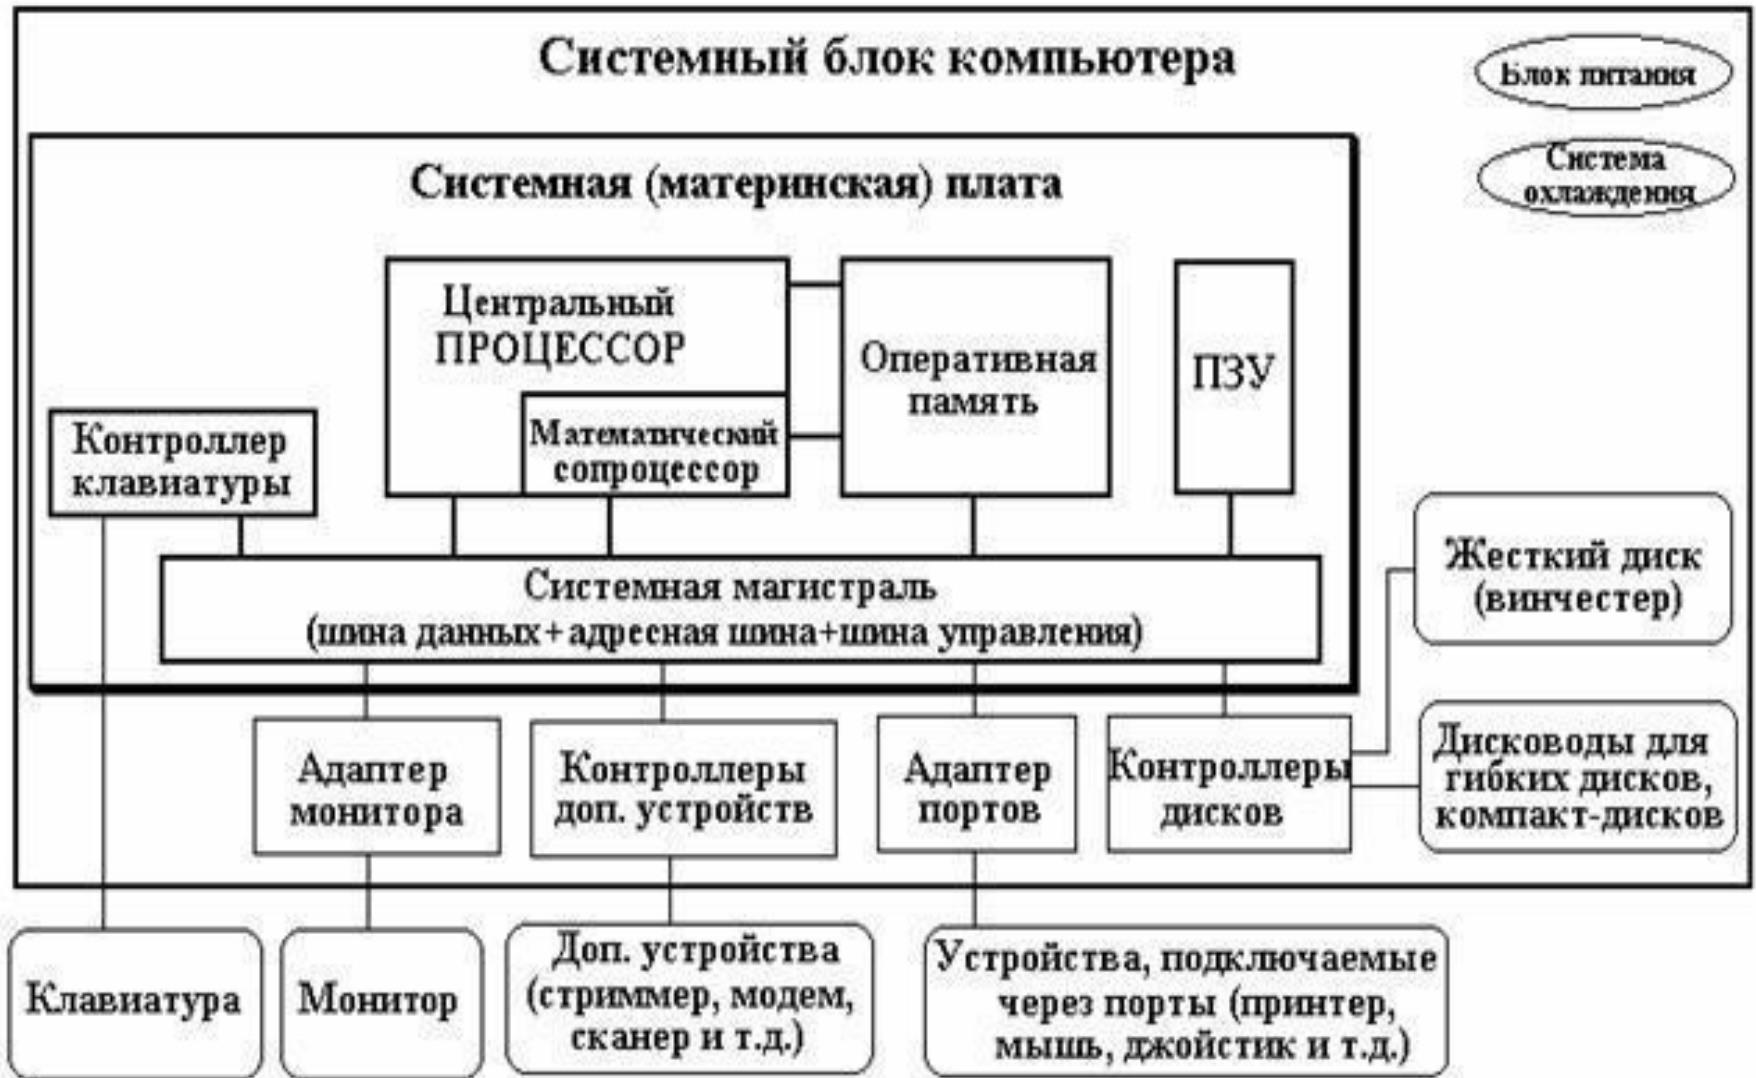 Системный блок компьютера
Блок питания
Система
охлаждения
Системная (материнская) плата
Центральный
ПРОЦЕССОР
Математический
сопроцессор
Оперативная
память
ПЗУ
Контроллер
клавиатуры
Системная магистраль
(шина данных+адресная шина+шина управления)
Жесткий диск
(винчестер)
Адаптер
монитора
Контроллеры
доп. устройств
Адаптер
портов
Контроллеры
дисков
Дисководы для
гибких дисков,
компакт-дисков
Клавиатура
Монитор
Доп. устройства
(стриммер, модем,
сканер и т.д.)
Устройства, подключаемые
через порты (принтер,
мышь, джойстик и т.д.)